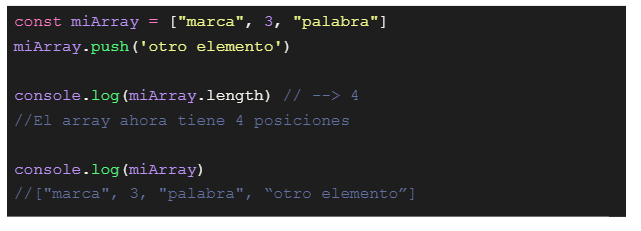 const miArray = ["marca", 3, "palabra"]
miArray.push('otro elemento')
console.log(miArray.length) // --> 4
//El array ahora tiene 4 posiciones
console.log(miArray)
//["marca", 3, "palabra", “otro elemento”]